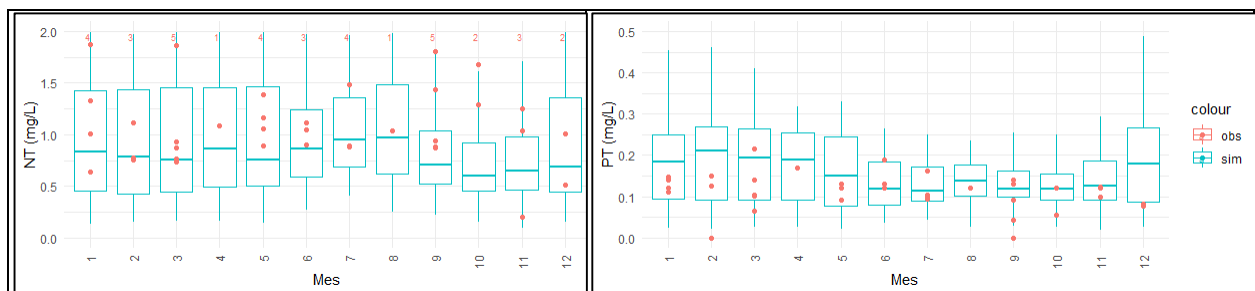 NT (mg/L)
2.0
1.5
1.0
0.5
0.0
4 3 5 1 4 3 4 1 5 2 3 2
1 2 3 4 5 6 7 8 9 10 11 12
Mes
PT (mg/L)
0.5
0.4
0.3
0.2
0.1
0.0
1 2 3 4 5 6 7 8 9 10 11 12
Mes
colour
obs
sim